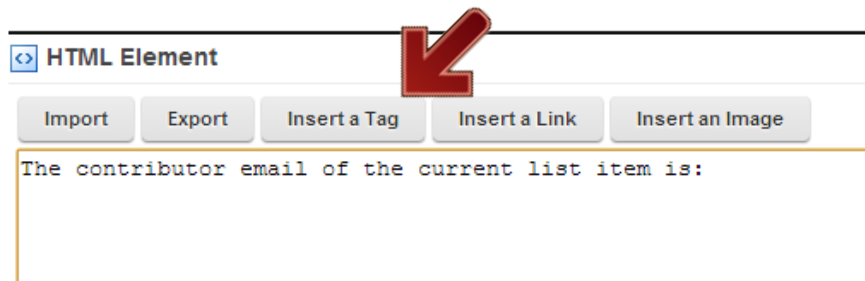 HTML Element
Import Export Insert a Tag Insert a Link Insert an Image
The contributor email of the current list item is: